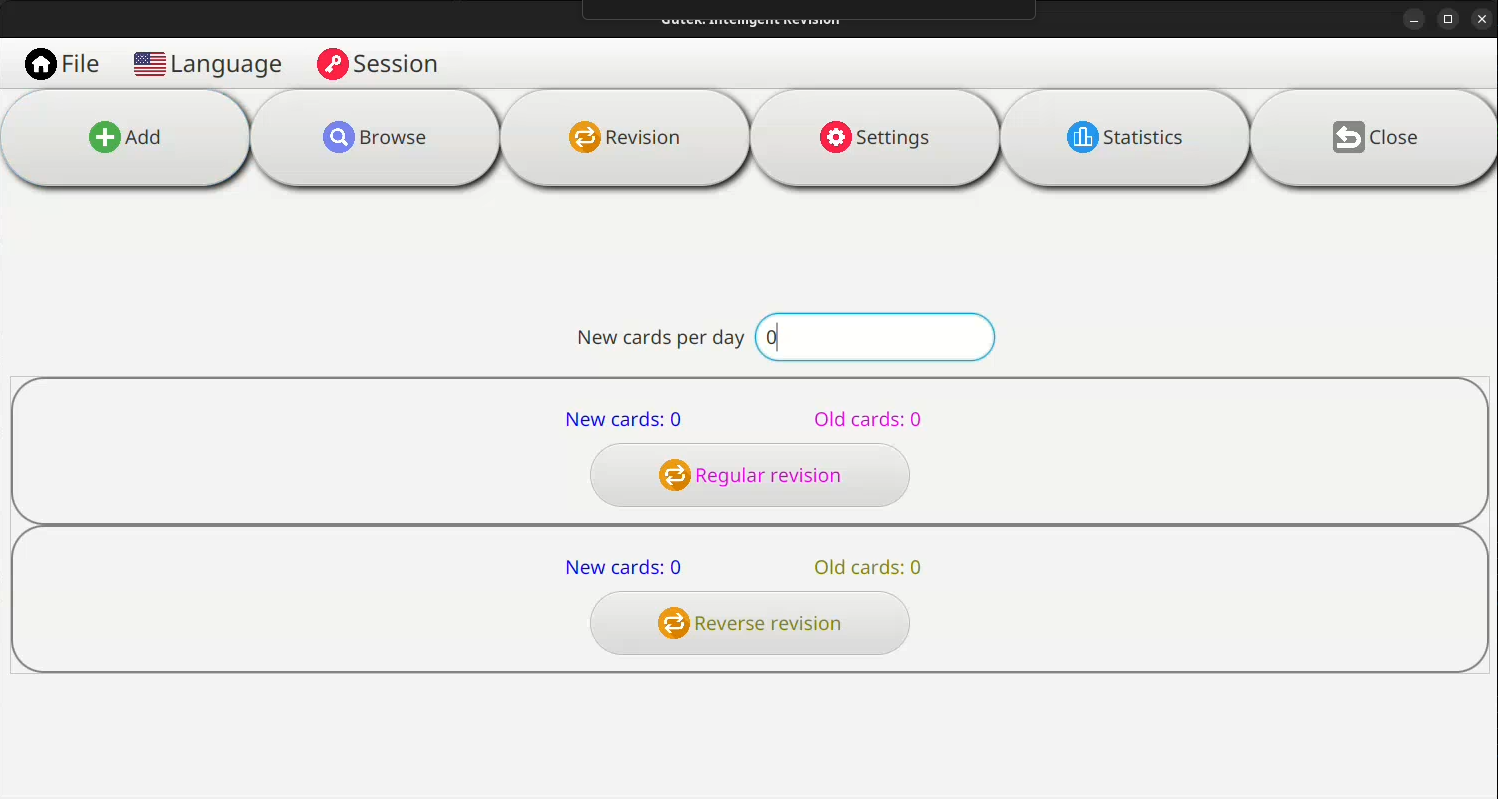 Gutek: Intelligent Revision
File Language Session
Add Browse Revision Settings Statistics Close
New cards per day 0
New cards: 0 Old cards: 0
Regular revision
New cards: 0 Old cards: 0
Reverse revision